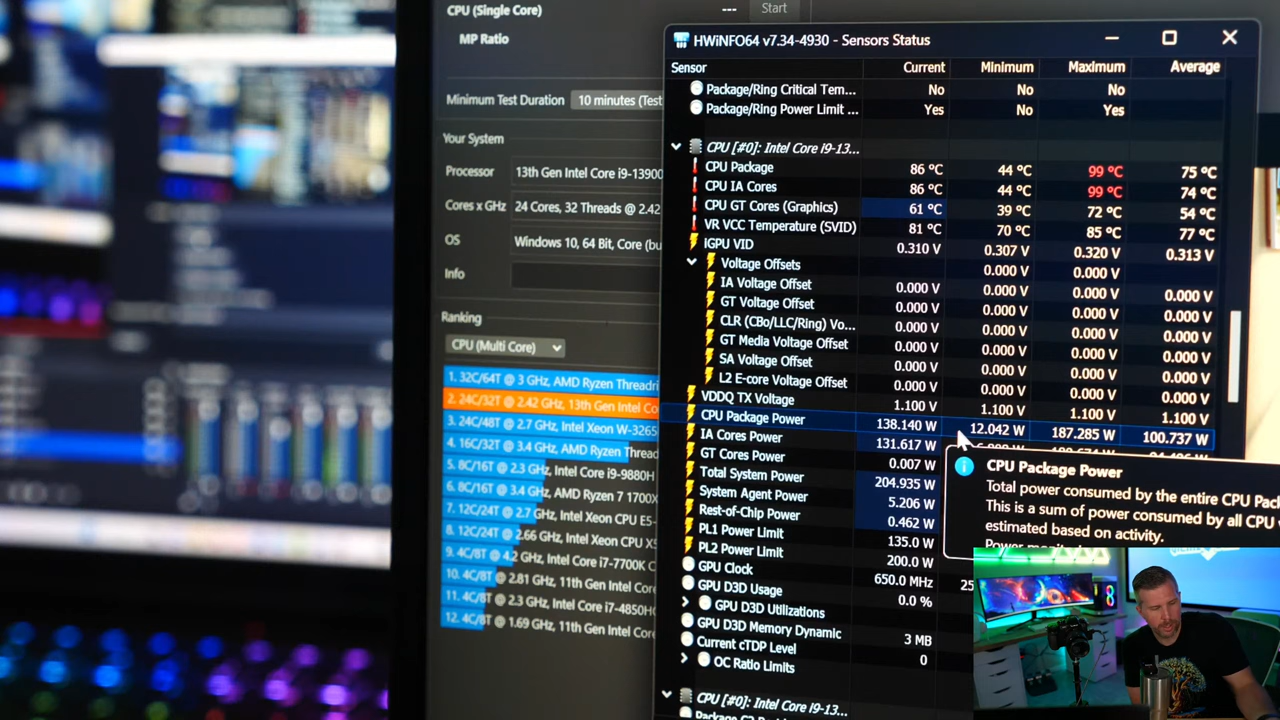 CPU (Single Core) --- Start
MP Ratio
Minimum Test Duration 10 minutes (Test
Your System
Processor 13th Gen Intel Core i9-13900
Cores x GHz 24 Cores, 32 Threads @ 2.42
OS Windows 10, 64 Bit, Core (bu
Info
Ranking
CPU (Multi Core)
1. 32C/64T @ 3 GHz, AMD Ryzen Threadri
2. 24C/32T @ 2.42 GHz, 13th Gen Intel Co
3. 24C/48T @ 2.7 GHz, Intel Xeon W-3265
4. 16C/32T @ 3.4 GHz, AMD Ryzen Thread
5. 8C/16T @ 2.3 GHz, Intel Core i9-9880H
6. 8C/16T @ 3.4 GHz, AMD Ryzen 7 1700X
7. 12C/24T @ 2.7 GHz, Intel Xeon CPU E5-
8. 12C/24T @ 2.66 GHz, Intel Xeon CPU X5
9. 4C/8T @ 4.2 GHz, Intel Core i7-7700K C
10. 4C/8T @ 2.81 GHz, 11th Gen Intel Core
11. 4C/8T @ 2.3 GHz, Intel Core i7-4850H
12. 4C/8T @ 1.69 GHz, 11th Gen Intel Core
HWiNFO64 v7.34-4930 - Sensors Status
Sensor Current Minimum Maximum Average
Package/Ring Critical Tem... No No No
Package/Ring Power Limit ... Yes No Yes
CPU [#0]: Intel Core i9-13...
CPU Package 86 °C 44 °C 99 °C 75 °C
CPU IA Cores 86 °C 44 °C 99 °C 74 °C
CPU GT Cores (Graphics) 61 °C 39 °C 72 °C 54 °C
VR VCC Temperature (SVID) 81 °C 70 °C 85 °C 77 °C
IGPU VID 0.310 V 0.307 V 0.320 V 0.313 V
Voltage Offsets 0.000 V 0.000 V
IA Voltage Offset 0.000 V 0.000 V 0.000 V 0.000 V
GT Voltage Offset 0.000 V 0.000 V 0.000 V 0.000 V
CLR (CBo/LLC/Ring) Vo... 0.000 V 0.000 V 0.000 V 0.000 V
GT Media Voltage Offset 0.000 V 0.000 V 0.000 V 0.000 V
SA Voltage Offset 0.000 V 0.000 V 0.000 V 0.000 V
L2 E-core Voltage Offset 0.000 V 0.000 V 0.000 V 0.000 V
VDDQ TX Voltage 1.100 V 1.100 V 1.100 V 1.100 V
CPU Package Power 138.140 W 12.042 W 187.285 W 100.737 W
IA Cores Power 131.617 W
GT Cores Power 0.007 W
Total System Power 204.935 W
System Agent Power 5.206 W
Rest-of-Chip Power 0.462 W
PL1 Power Limit 135.0 W
PL2 Power Limit 200.0 W
GPU Clock 650.0 MHz 25
GPU D3D Usage 0.0 %
GPU D3D Utilizations
GPU D3D Memory Dynamic 3 MB
Current cTDP Level 0
OC Ratio Limits
CPU [#0]: Intel Core i9-13...
CPU Package Power
Total power consumed by the entire CPU Pac
This is a sum of power consumed by all CPU
estimated based on activity.